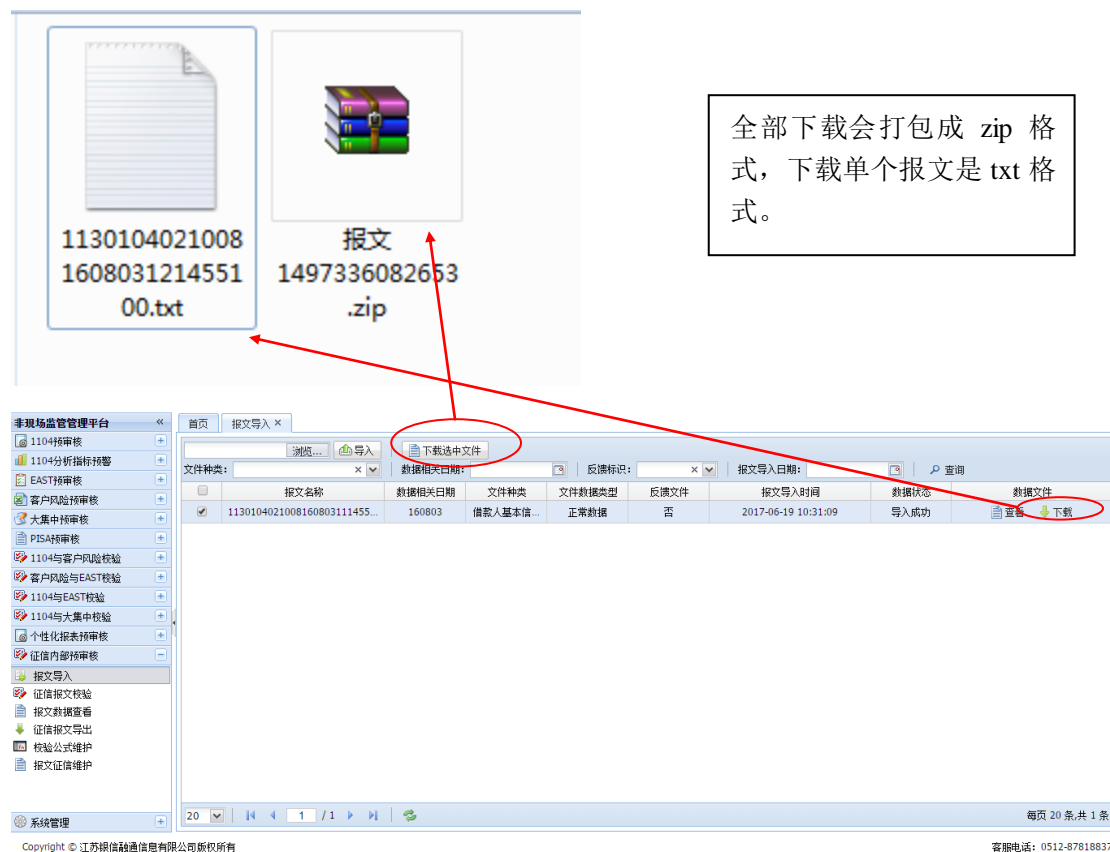 1130104021008
1608031214551
00.txt
报文
1497336082653
.zip
全部下载会打包成 zip 格
式，下载单个报文是 txt 格
式。
非现场监管管理平台 «
1104预审核
1104分析指标预警
EAST预审核
客户风险预审核
大集中预审核
PISA预审核
1104与客户风险校验
客户风险与EAST校验
1104与EAST校验
1104与大集中校验
个性化报表预审核
征信内部预审核
报文导入
征信报文校验
报文数据查看
征信报文导出
校验公式维护
报文征信维护
系统管理
首页 报文导入 ×
浏览... 导入 下载选中文件
文件种类: 数据相关日期: 反馈标识: 报文导入日期: 查询
报文名称 数据相关日期 文件种类 文件数据类型 反馈文件 报文导入时间 数据状态 数据文件
113010402100816080311145​5... 160803 借款人基本信... 正常数据 否 2017-06-19 10:31:09 导入成功 查看 下载
20 1 / 1 每页 20 条,共 1 条
Copyright © 江苏银信融通信息有限公司版权所有 客服电话: 0512-87818837